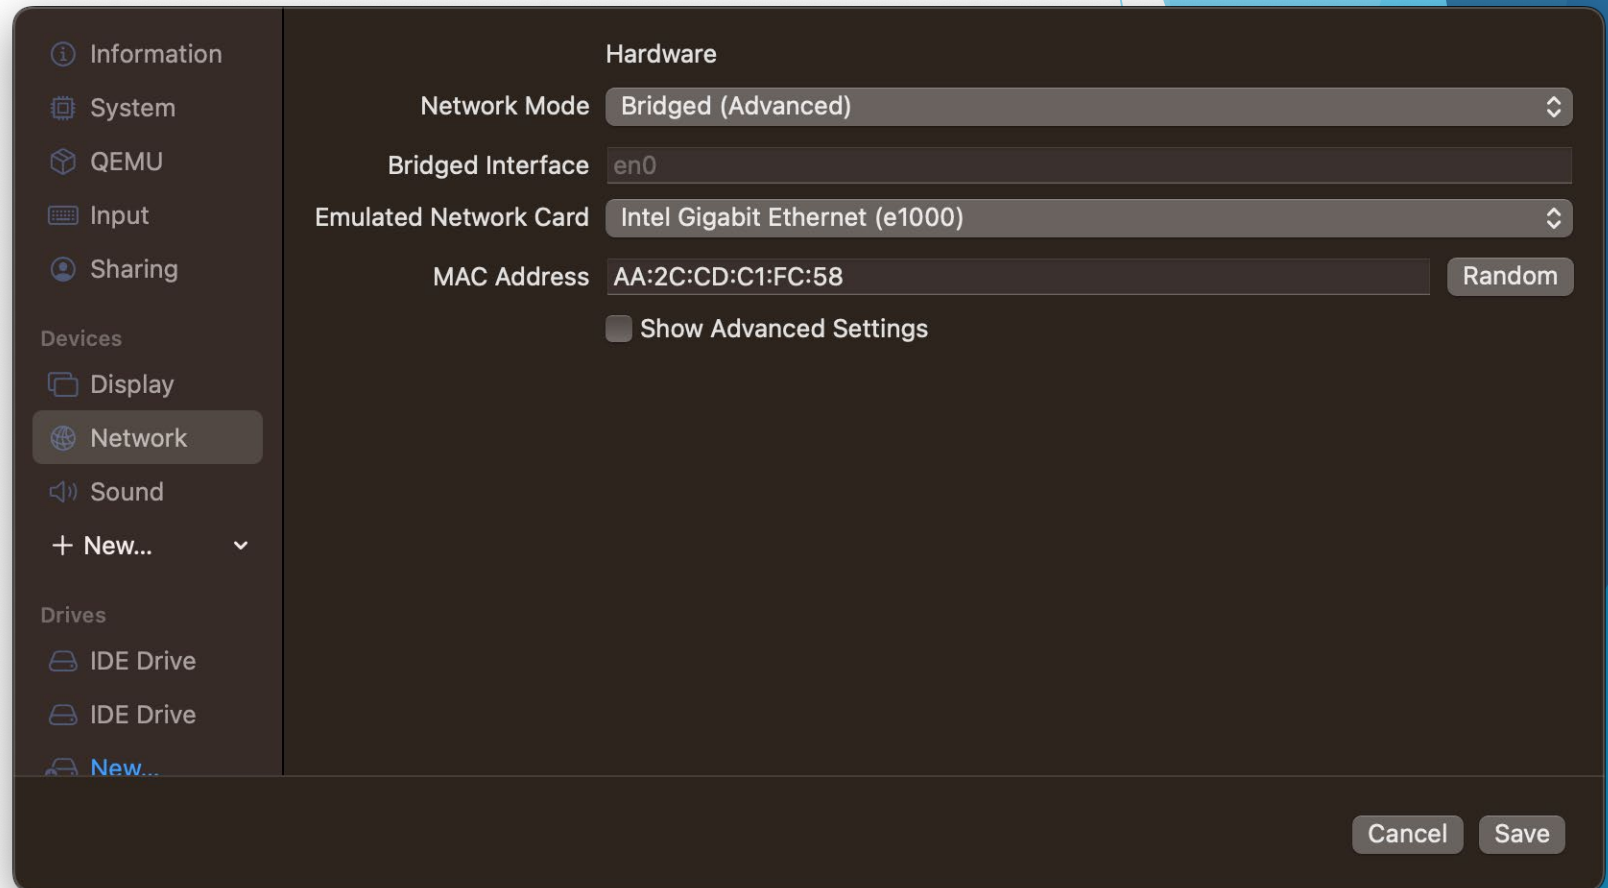 Information
System
QEMU
Input
Sharing
Devices
Display
Network
Sound
New...
Drives
IDE Drive
IDE Drive
New...
Hardware
Network Mode Bridged (Advanced)
Bridged Interface en0
Emulated Network Card Intel Gigabit Ethernet (e1000)
MAC Address AA:2C:CD:C1:FC:58 Random
Show Advanced Settings
Cancel Save